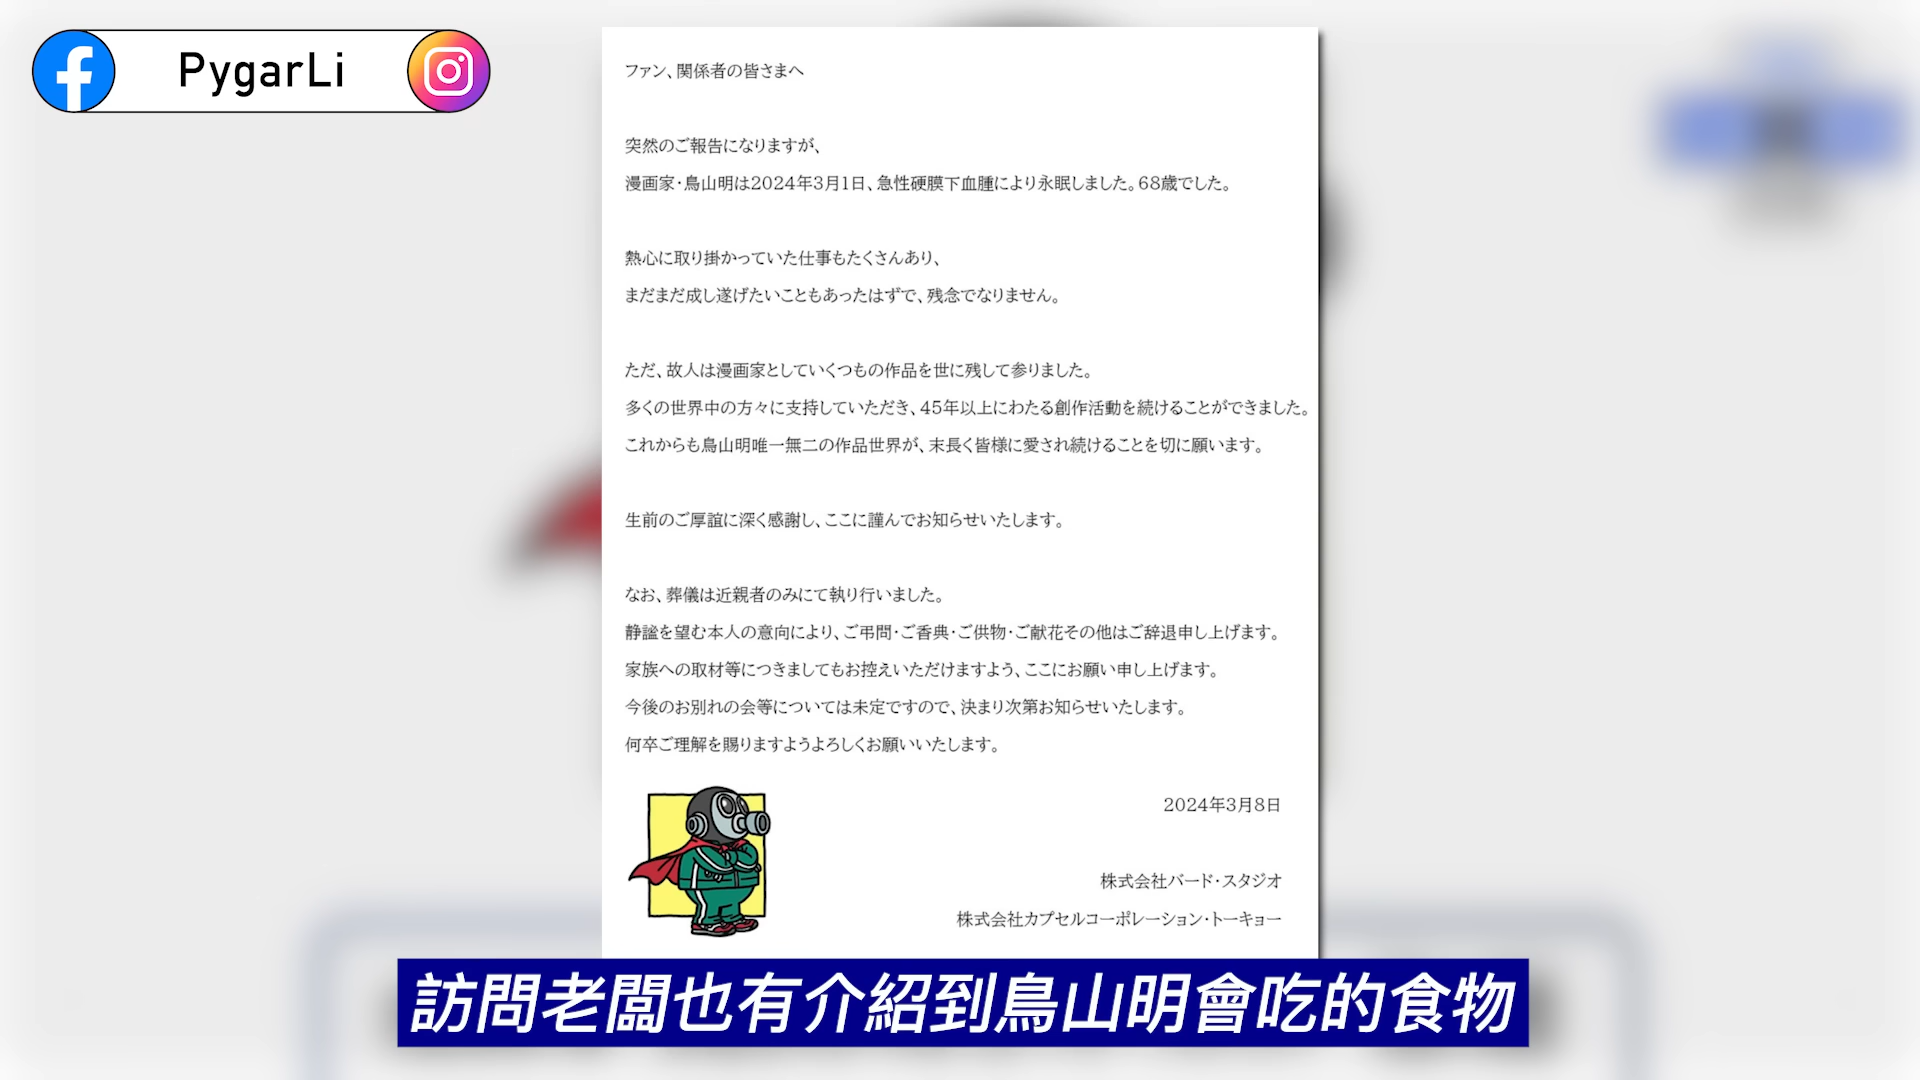 PygarLi
ファン、関係者の皆さまへ
突然のご報告になりますが、
漫画家・鳥山明は2024年3月1日、急性硬膜下血腫により永眠しました。68歳でした。
熱心に取り掛かっていた仕事もたくさんあり、
まだまだ成し遂げたいこともあったはずで、残念でなりません。
ただ、故人は漫画家としていくつもの作品を世に残して参りました。
多くの世界中の方々に支持していただき、45年以上にわたる創作活動を続けることができました。
これからも鳥山明唯一無二の作品世界が、末長く皆様に愛され続けることを切に願います。
生前のご厚誼に深く感謝し、ここに謹んでお知らせいたします。
なお、葬儀は近親者のみにて執り行いました。
静謐を望む本人の意向により、ご弔問・ご香典・ご供物・ご献花その他はご辞退申し上げます。
家族への取材等につきましてもお控えいただけますよう、ここにお願い申し上げます。
今後のお別れの会等については未定ですので、決まり次第お知らせいたします。
何卒ご理解を賜りますようよろしくお願いいたします。
2024年3月8日
株式会社バード・スタジオ
株式会社カプセルコーポレーション・トーキョー
訪問老闆也有介紹到鳥山明會吃的食物